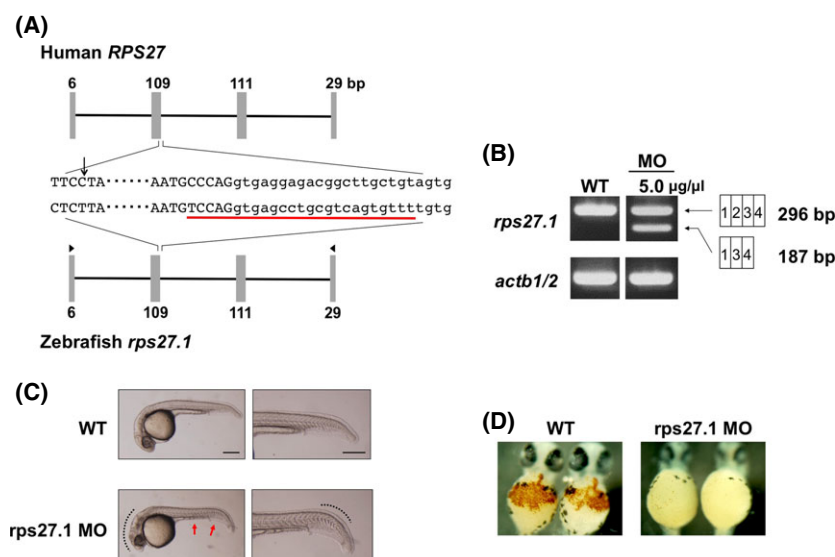 (A)
Human RPS27
6 109 111 29 bp
TTCCTA······AATGCCCAGgtgaggagacggcttgctgtagtg
CTCTTA······AATGTCCAGgtgagcctgcgtcagtgttttgtg
6 109 111 29
Zebrafish rps27.1
(B)
MO
WT 5.0 µg/µl
rps27.1
1 2 3 4 296 bp
1 3 4
187 bp
actb1/2
(C)
WT
rps27.1 MO
(D)
WT rps27.1 MO